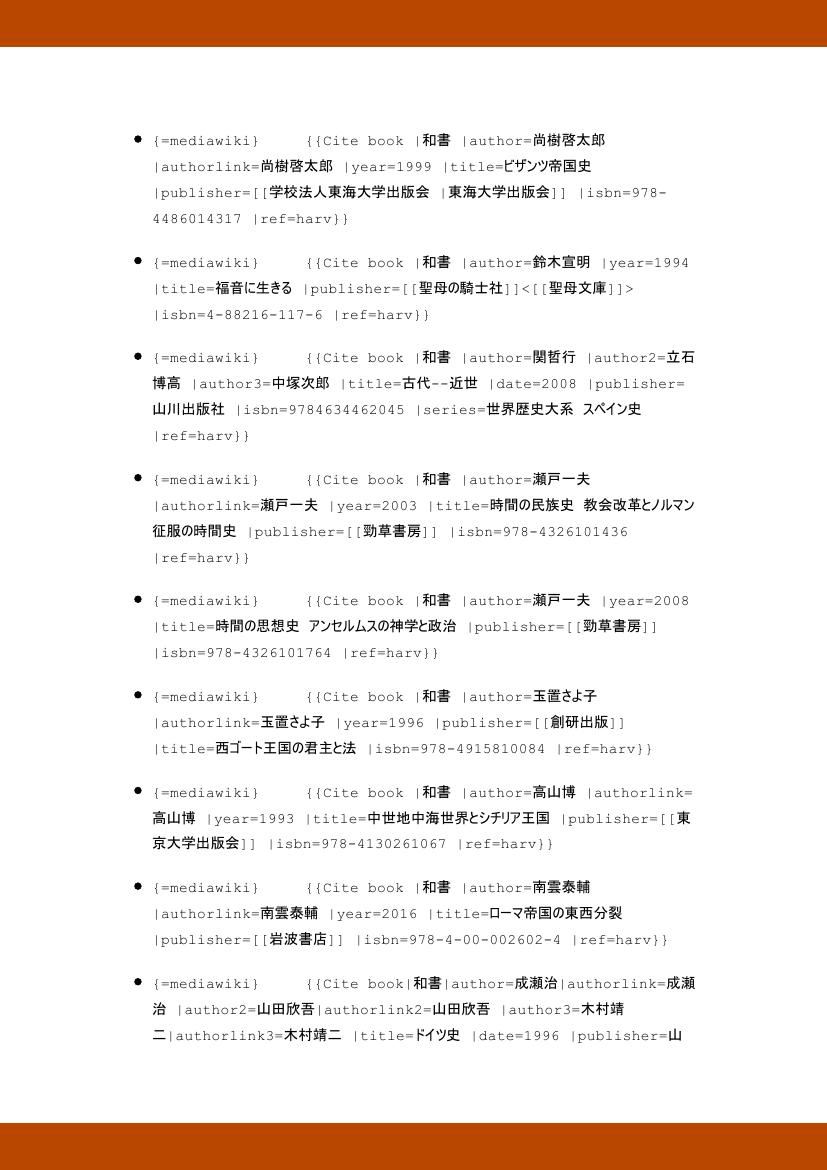 ● {=mediawiki} {{Cite book |和書 |author=尚樹啓太郎
|authorlink=尚樹啓太郎 |year=1999 |title=ビザンツ帝国史
|publisher=[[学校法人東海大学出版会 |東海大学出版会]] |isbn=978-
4486014317 |ref=harv}}
● {=mediawiki} {{Cite book |和書 |author=鈴木宣明 |year=1994
|title=福音に生きる |publisher=[[聖母の騎士社]]<[[聖母文庫]]>
|isbn=4-88216-117-6 |ref=harv}}
● {=mediawiki} {{Cite book |和書 |author=関哲行 |author2=立石
博高 |author3=中塚次郎 |title=古代--近世 |date=2008 |publisher=
山川出版社 |isbn=9784634462045 |series=世界歴史大系 スペイン史
|ref=harv}}
● {=mediawiki} {{Cite book |和書 |author=瀬戸一夫
|authorlink=瀬戸一夫 |year=2003 |title=時間の民族史 教会改革とノルマン
征服の時間史 |publisher=[[勁草書房]] |isbn=978-4326101436
|ref=harv}}
● {=mediawiki} {{Cite book |和書 |author=瀬戸一夫 |year=2008
|title=時間の思想史 アンセルムスの神学と政治 |publisher=[[勁草書房]]
|isbn=978-4326101764 |ref=harv}}
● {=mediawiki} {{Cite book |和書 |author=玉置さよ子
|authorlink=玉置さよ子 |year=1996 |publisher=[[創研出版]]
|title=西ゴート王国の君主と法 |isbn=978-4915810084 |ref=harv}}
● {=mediawiki} {{Cite book |和書 |author=高山博 |authorlink=
高山博 |year=1993 |title=中世地中海世界とシチリア王国 |publisher=[[東
京大学出版会]] |isbn=978-4130261067 |ref=harv}}
● {=mediawiki} {{Cite book |和書 |author=南雲泰輔
|authorlink=南雲泰輔 |year=2016 |title=ローマ帝国の東西分裂
|publisher=[[岩波書店]] |isbn=978-4-00-002602-4 |ref=harv}}
● {=mediawiki} {{Cite book|和書|author=成瀬治|authorlink=成瀬
治 |author2=山田欣吾|authorlink2=山田欣吾 |author3=木村靖
二|authorlink3=木村靖二 |title=ドイツ史 |date=1996 |publisher=山